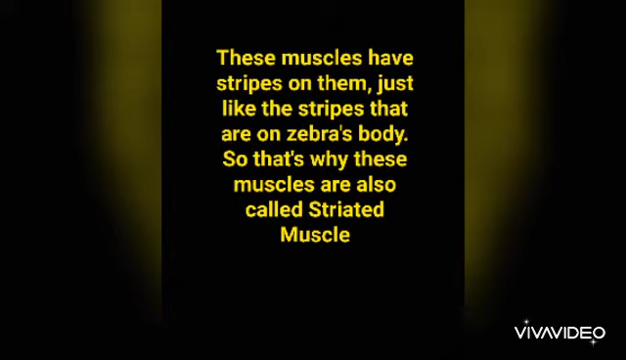 These muscles have
stripes on them, just
like the stripes that
are on zebra's body.
So that's why these
muscles are also
called Striated
Muscle
VIVAVIDEO